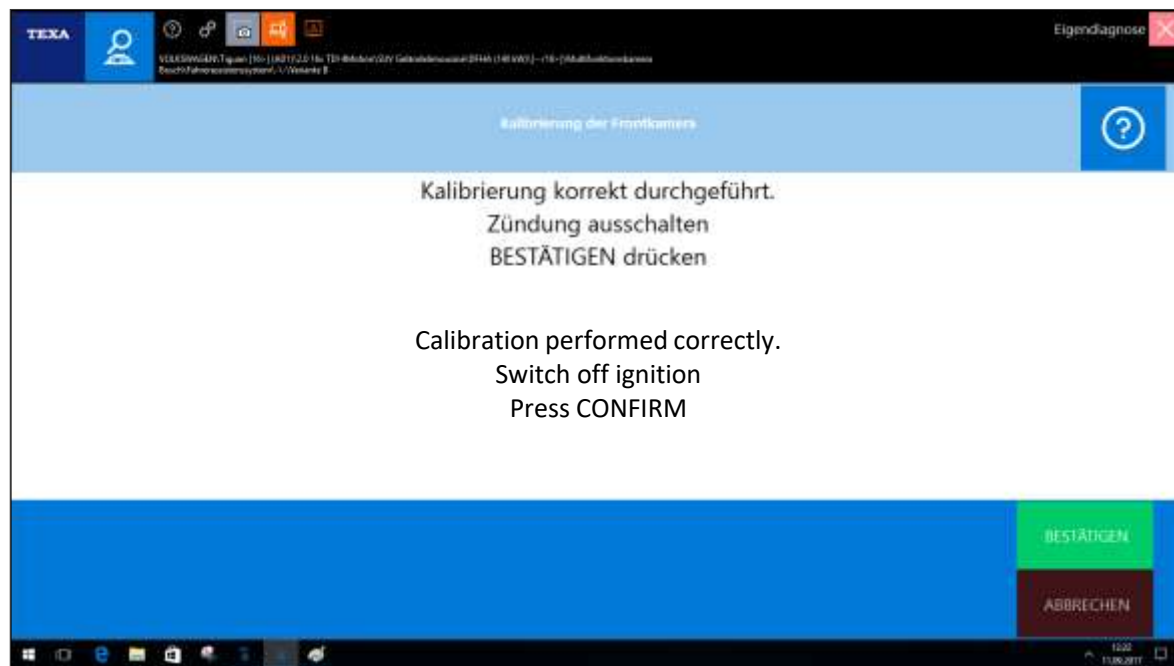 TEXA
Eigendiagnose
Kalibrierung der Frontkamera
Kalibrierung korrekt durchgeführt.
Zündung ausschalten
BESTÄTIGEN drücken
Calibration performed correctly.
Switch off ignition
Press CONFIRM
BESTÄTIGEN
ABBRECHEN